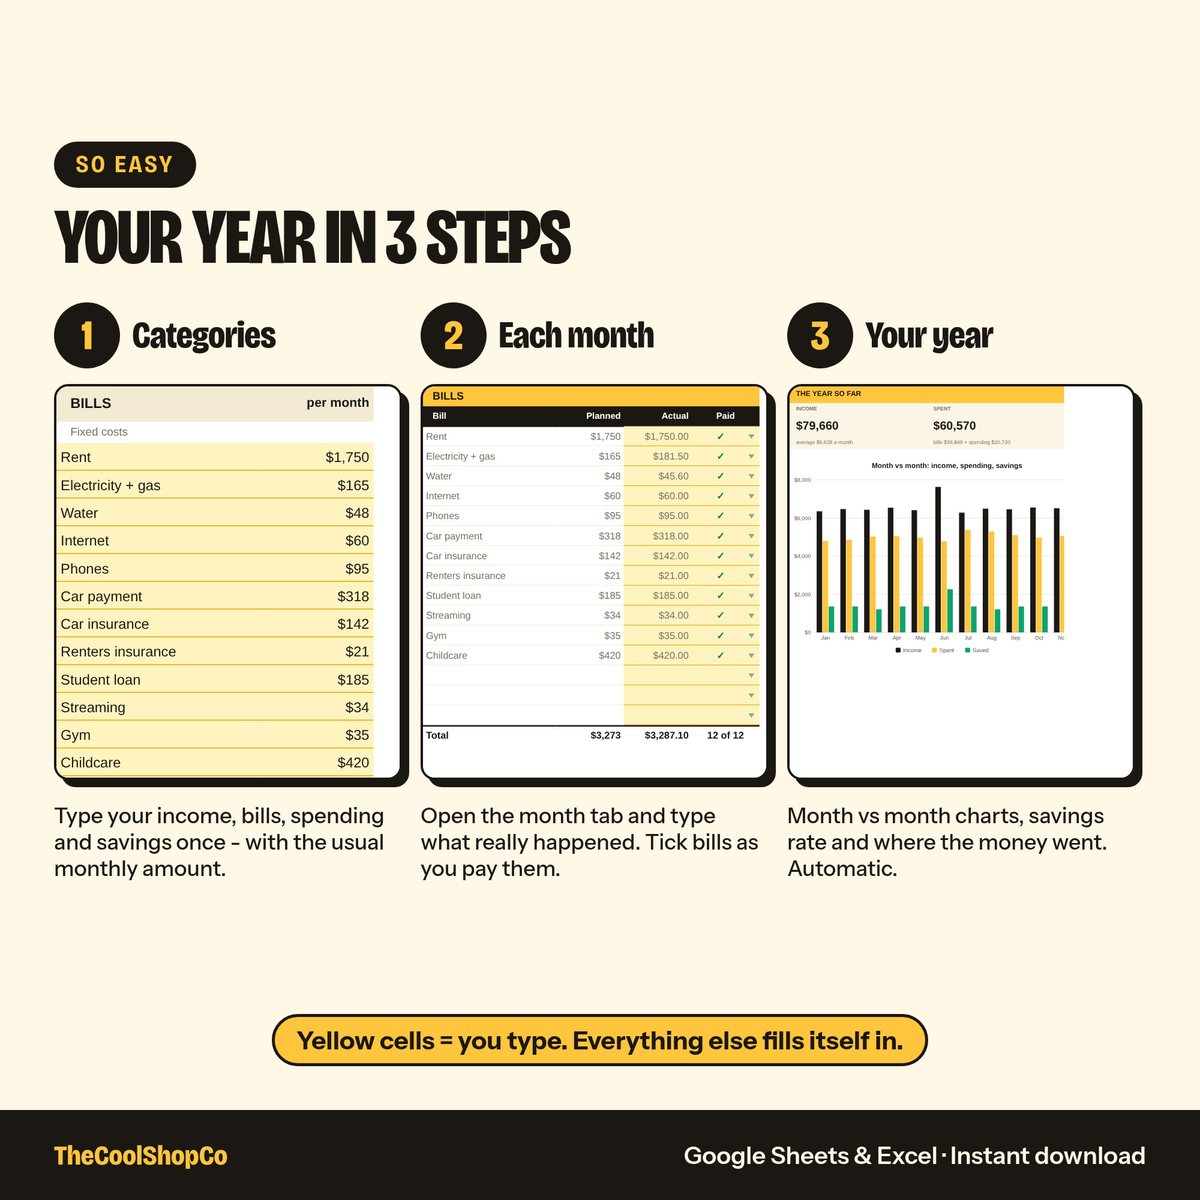 SO EASY
YOUR YEAR IN 3 STEPS
1 Categories
BILLS per month
Fixed costs
Rent $1,750
Electricity + gas $165
Water $48
Internet $60
Phones $95
Car payment $318
Car insurance $142
Renters insurance $21
Student loan $185
Streaming $34
Gym $35
Childcare $420
Type your income, bills, spending
and savings once - with the usual
monthly amount.
2 Each month
BILLS
Bill Planned Actual Paid
Rent $1,750 $1,750.00 ✓
Electricity + gas $165 $181.50 ✓
Water $48 $45.60 ✓
Internet $60 $60.00 ✓
Phones $95 $95.00 ✓
Car payment $318 $318.00 ✓
Car insurance $142 $142.00 ✓
Renters insurance $21 $21.00 ✓
Student loan $185 $185.00 ✓
Streaming $34 $34.00 ✓
Gym $35 $35.00 ✓
Childcare $420 $420.00 ✓
Total $3,273 $3,287.10 12 of 12
Open the month tab and type
what really happened. Tick bills as
you pay them.
3 Your year
THE YEAR SO FAR
INCOME SPENT
$79,660 $60,570
average $6,638 a month bills $39,869 + spending $20,720
Month vs month: income, spending, savings
$8,000
$6,000
$4,000
$2,000
$0
Jan Feb Mar Apr May Jun Jul Aug Sep Oct No
Income Spent Saved
Month vs month charts, savings
rate and where the money went.
Automatic.
Yellow cells = you type. Everything else fills itself in.
TheCoolShopCo
Google Sheets & Excel · Instant download